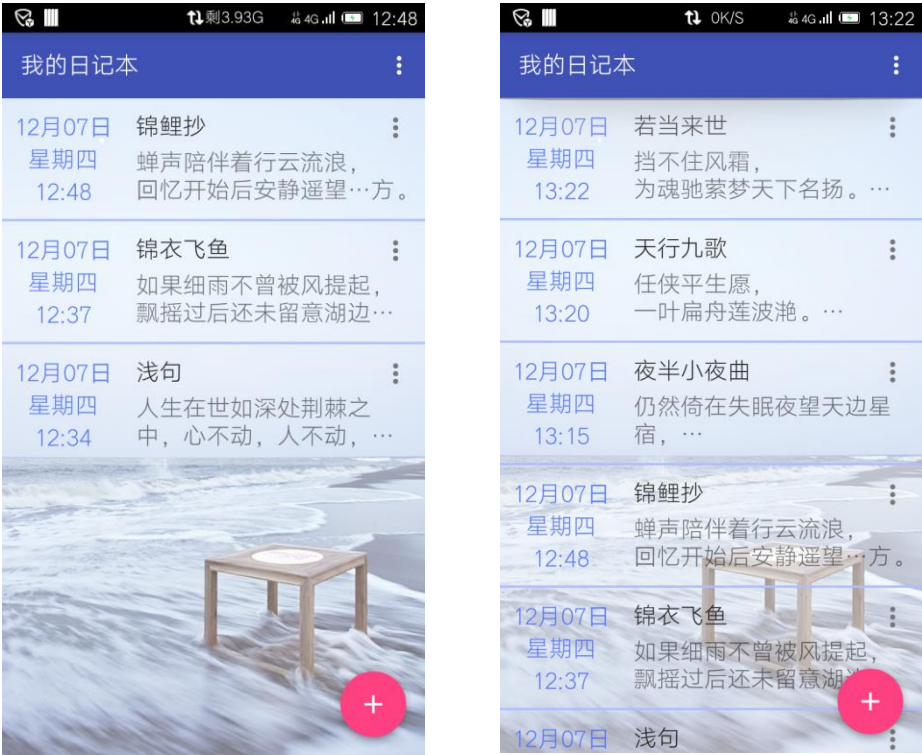 剩3.93G 4G 4G 12:48
我的日记本
12月07日 锦鲤抄
星期四 蝉声陪伴着行云流浪，
12:48 回忆开始后安静遥望…方。
12月07日 锦衣飞鱼
星期四 如果细雨不曾被风提起，
12:37 飘摇过后还未留意湖边…
12月07日 浅句
星期四 人生在世如深处荆棘之
12:34 中，心不动，人不动，…
0K/S 4G 4G 13:22
我的日记本
12月07日 若当来世
星期四 挡不住风霜，
13:22 为魂驰萦梦天下名扬。…
12月07日 天行九歌
星期四 任侠平生愿，
13:20 一叶扁舟莲波滟。…
12月07日 夜半小夜曲
星期四 仍然倚在失眠夜望天边星
13:15 宿，…
12月07日 锦鲤抄
星期四 蝉声陪伴着行云流浪，
12:48 回忆开始后安静遥望…方。
12月07日 锦衣飞鱼
星期四 如果细雨不曾被风提起，
12:37 飘摇过后还未留意湖
12月07日 浅句